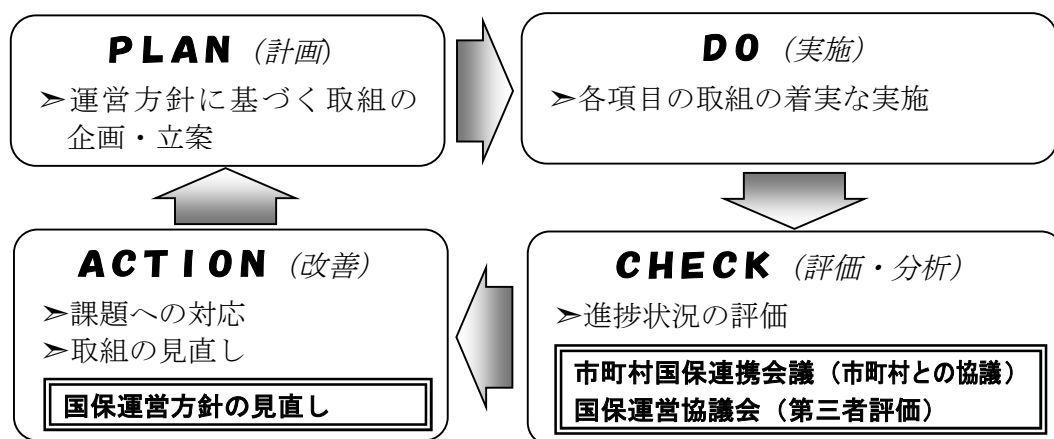 PLAN (計画)
➢運営方針に基づく取組の
企画・立案
DO (実施)
➢各項目の取組の着実な実施
ACTION (改善)
➢課題への対応
➢取組の見直し
国保運営方針の見直し
CHECK (評価・分析)
➢進捗状況の評価
市町村国保連携会議（市町村との協議）
国保運営協議会（第三者評価）